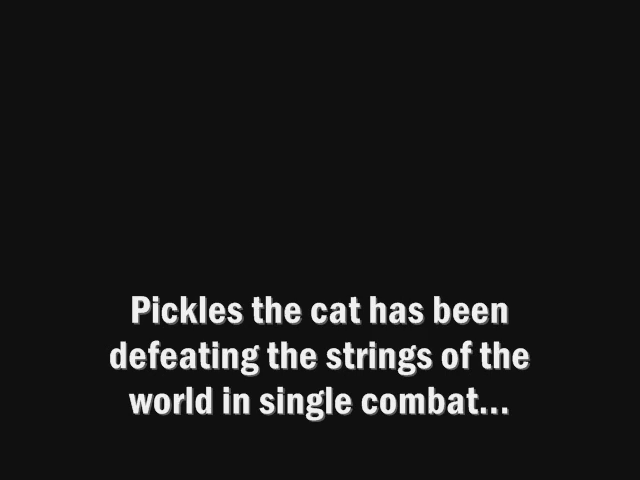 Pickles the cat has been
defeating the strings of the
world in single combat...